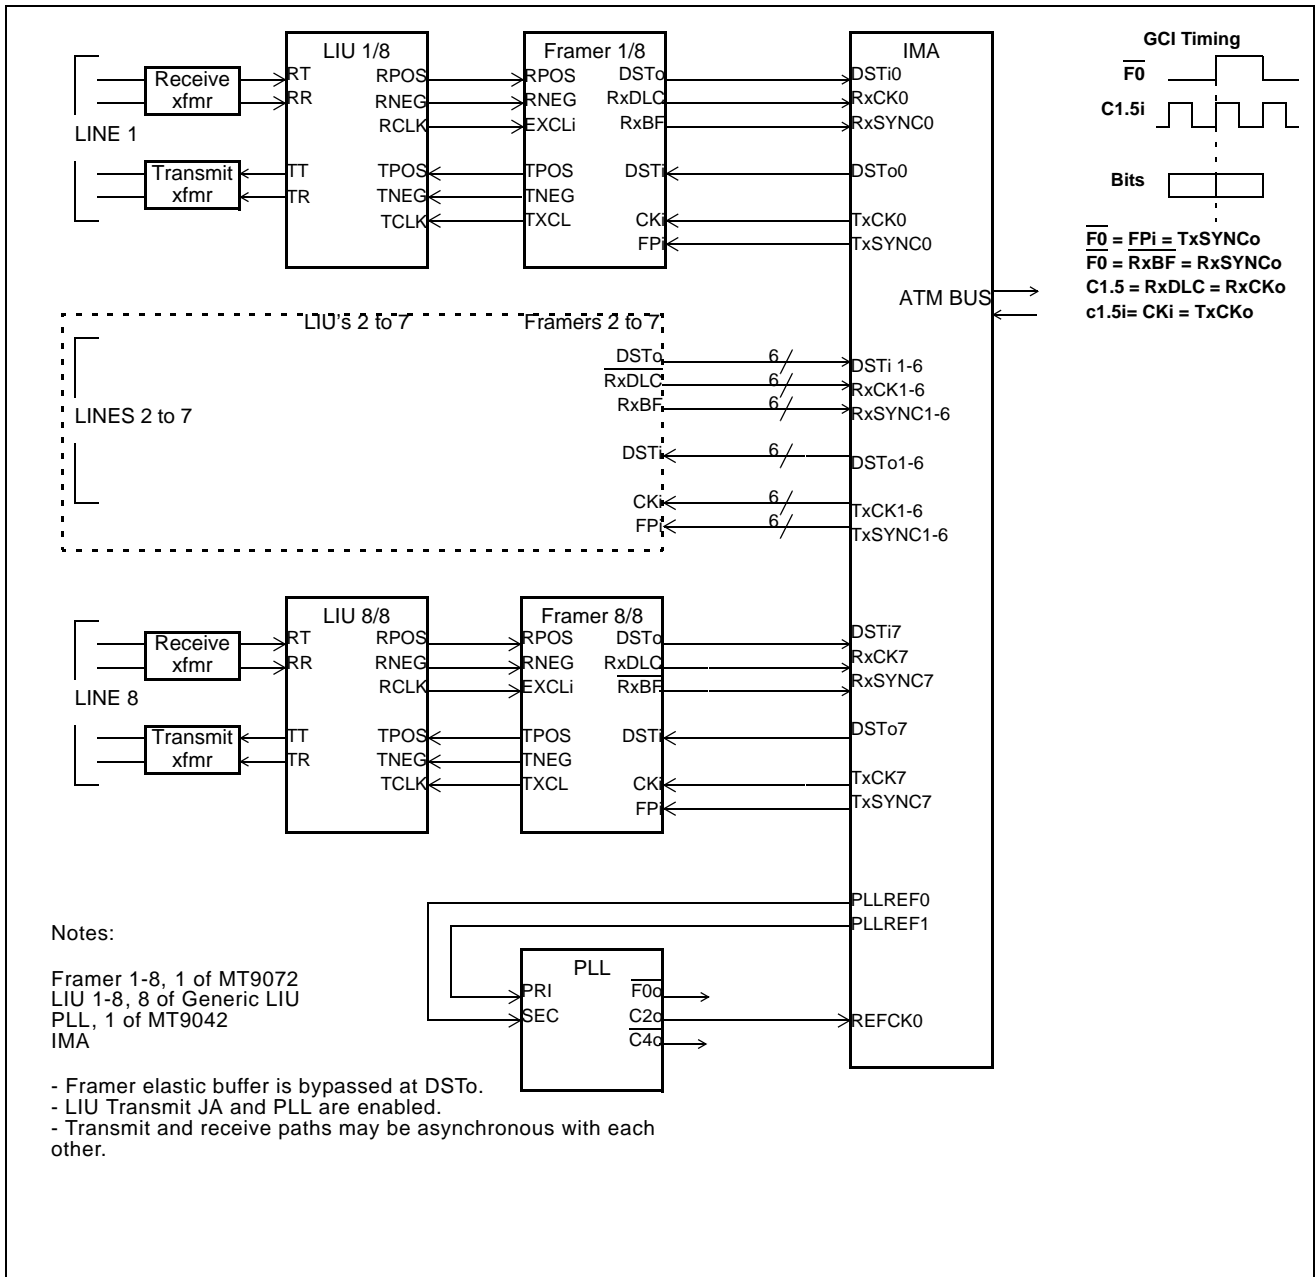 LIU 1/8
Framer 1/8
IMA
GCI Timing
LINE 1
Receive
xfmr
Transmit
xfmr
RT
RR
TT
TR
RPOS
RNEG
RCLK
TPOS
TNEG
TCLK
RPOS
RNEG
EXCLi
TPOS
TNEG
TXCL
DSTo
RxDLC
RxBF
DSTi
CKi
FPi
DSTi0
RxCK0
RxSYNC0
DSTo0
TxCK0
TxSYNC0
ATM BUS
F0
C1.5i
Bits
F0 = FPi = TxSYNCo
F0 = RxBF = RxSYNCo
C1.5 = RxDLC = RxCKo
c1.5i= CKi = TxCKo
LIU's 2 to 7
Framers 2 to 7
LINES 2 to 7
DSTo
RxDLC
RxBF
DSTi
CKi
FPi
6
6
6
6
6
6
DSTi 1-6
RxCK1-6
RxSYNC1-6
DSTo1-6
TxCK1-6
TxSYNC1-6
LIU 8/8
Framer 8/8
LINE 8
Receive
xfmr
Transmit
xfmr
RT
RR
TT
TR
RPOS
RNEG
RCLK
TPOS
TNEG
TCLK
RPOS
RNEG
EXCLi
TPOS
TNEG
TXCL
DSTo
RxDLC
RxBF
DSTi
CKi
FPi
DSTi7
RxCK7
RxSYNC7
DSTo7
TxCK7
TxSYNC7
PLLREF0
PLLREF1
REFCK0
PLL
PRI
SEC
F0o
C2o
C4o
Notes:
Framer 1-8, 1 of MT9072
LIU 1-8, 8 of Generic LIU
PLL, 1 of MT9042
IMA
- Framer elastic buffer is bypassed at DSTo.
- LIU Transmit JA and PLL are enabled.
- Transmit and receive paths may be asynchronous with each
other.